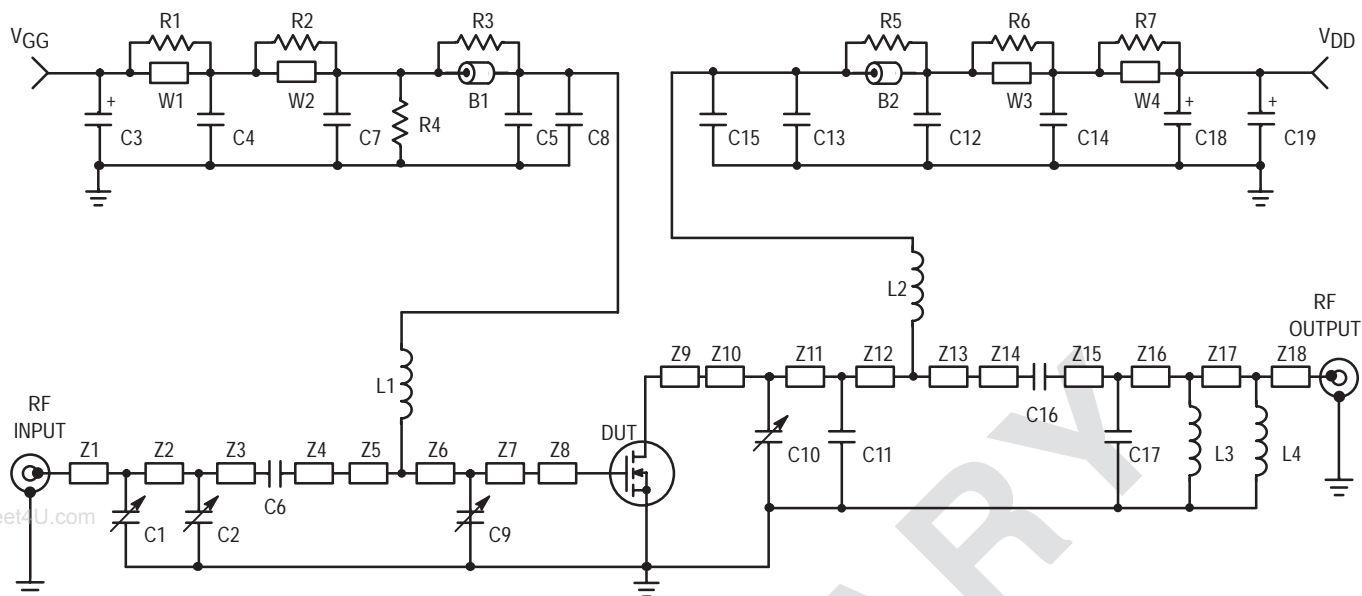 R1 R2 R3 R5 R6 R7
VGG VDD
W1 W2 B1 B2 W3 W4
+ + +
C3 C4 C7 R4 C5 C8 C15 C13 C12 C14 C18 C19
L2
RF
OUTPUT
Z9 Z10 Z11 Z12 Z13 Z14 Z15 Z16 Z17 Z18
L1
C16
RF
INPUT
DUT
Z1 Z2 Z3 Z4 Z5 Z6 Z7 Z8
C10 C11 C17 L3 L4
C6
C1 C2 C9
eet4U.com
ARY